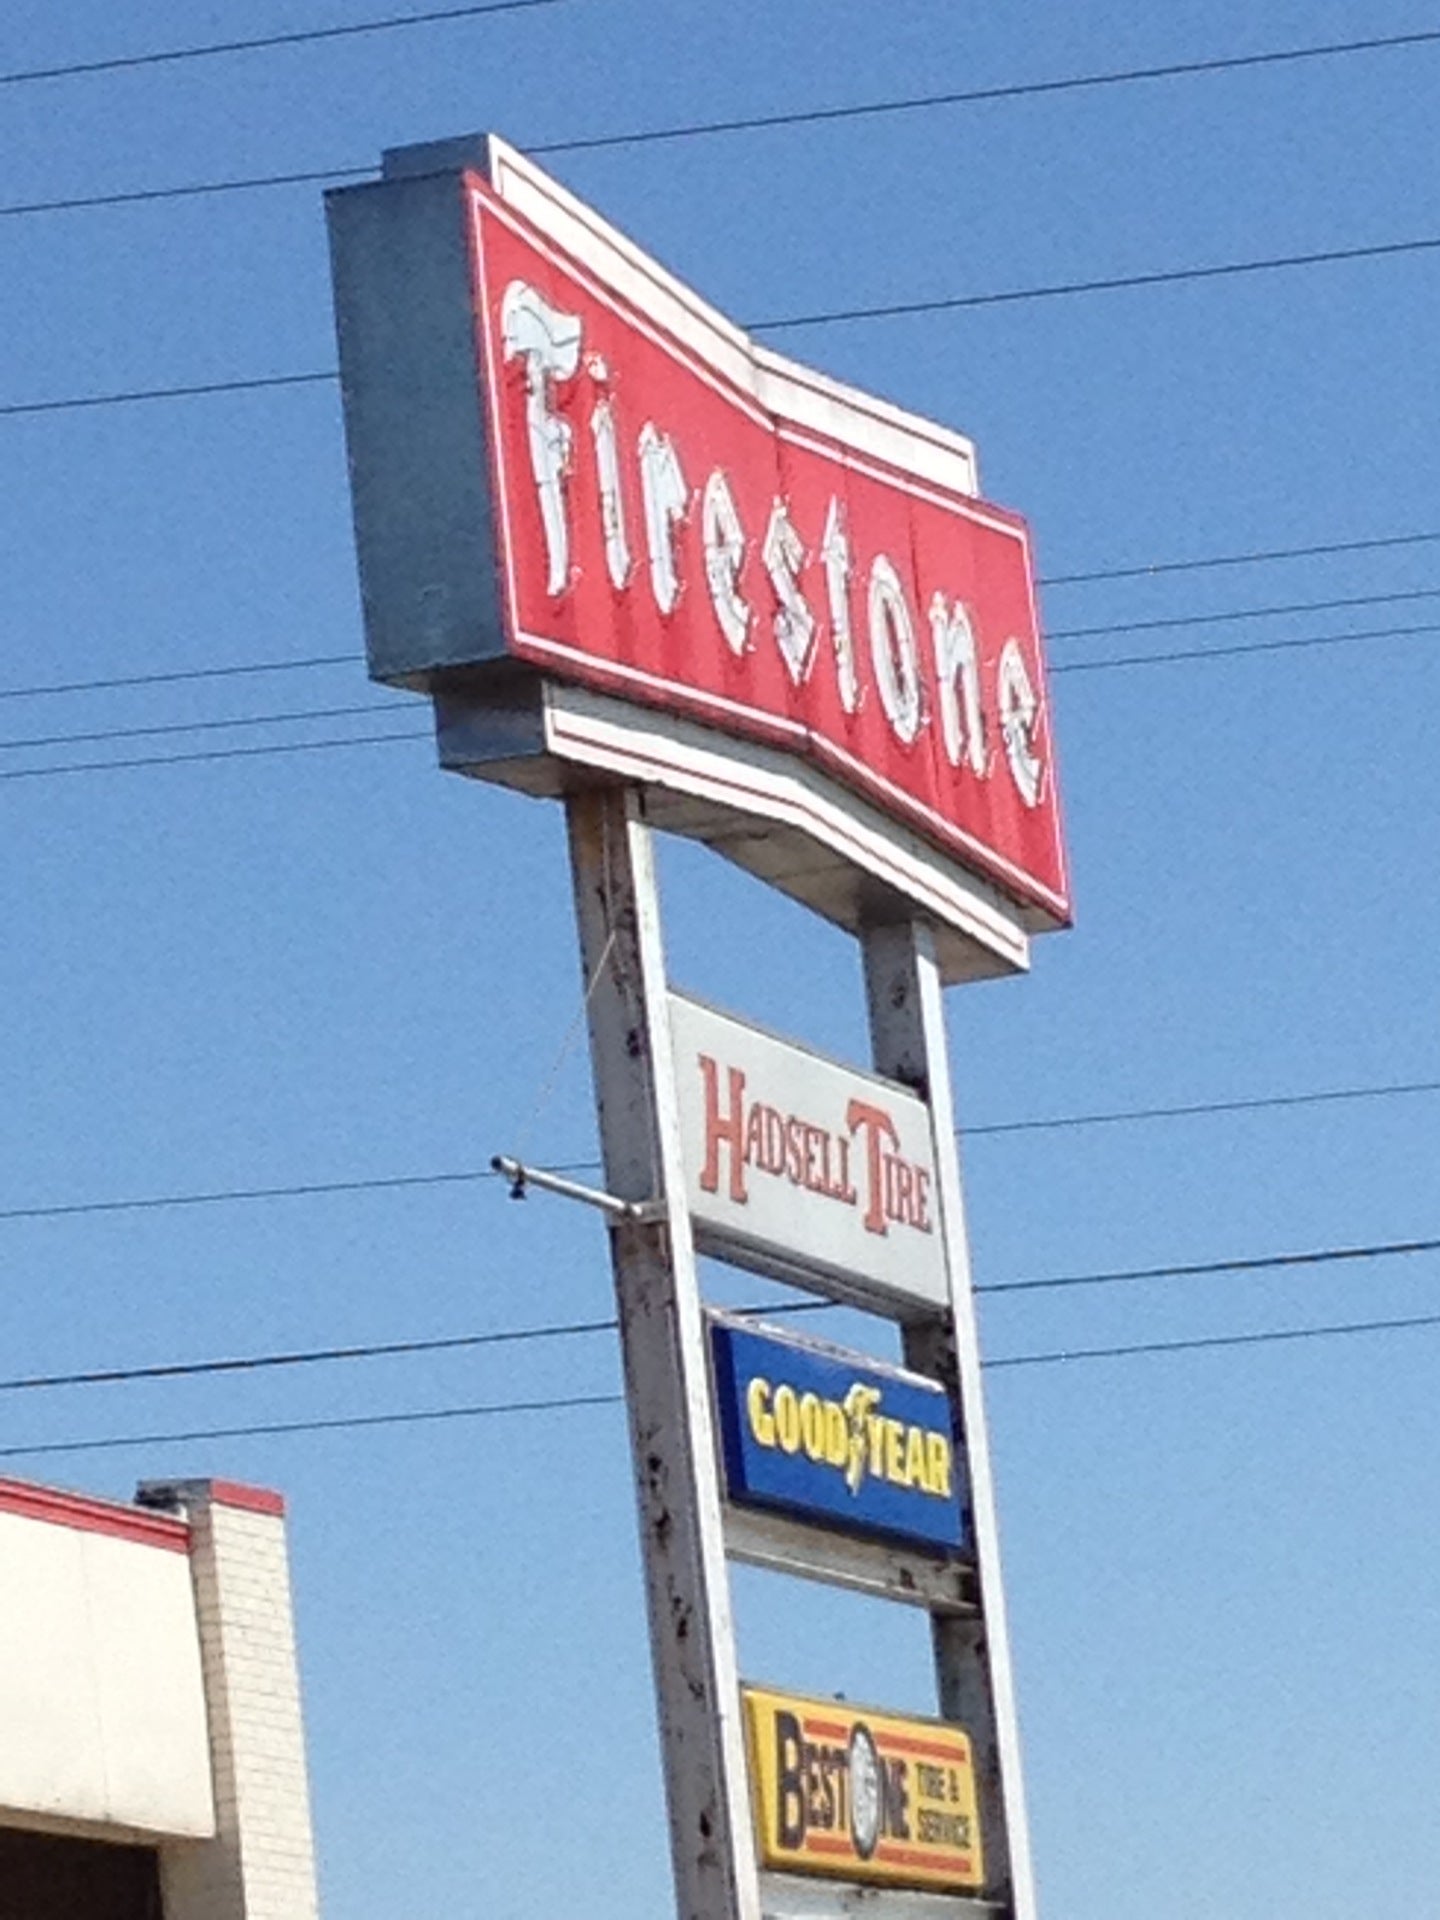 Firestone
HADSELL TIRE
GOODYEAR
BESTONE TIRE &
SERVICE